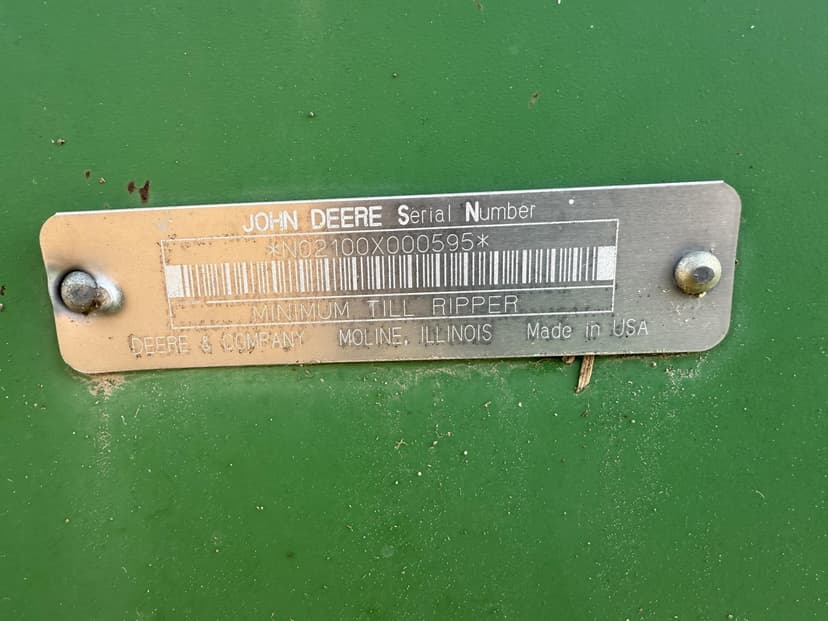 JOHN DEERE Serial Number
*N02100X000595*
MINIMUM TILL RIPPER
DEERE & COMPANY MOLINE, ILLINOIS Made in USA